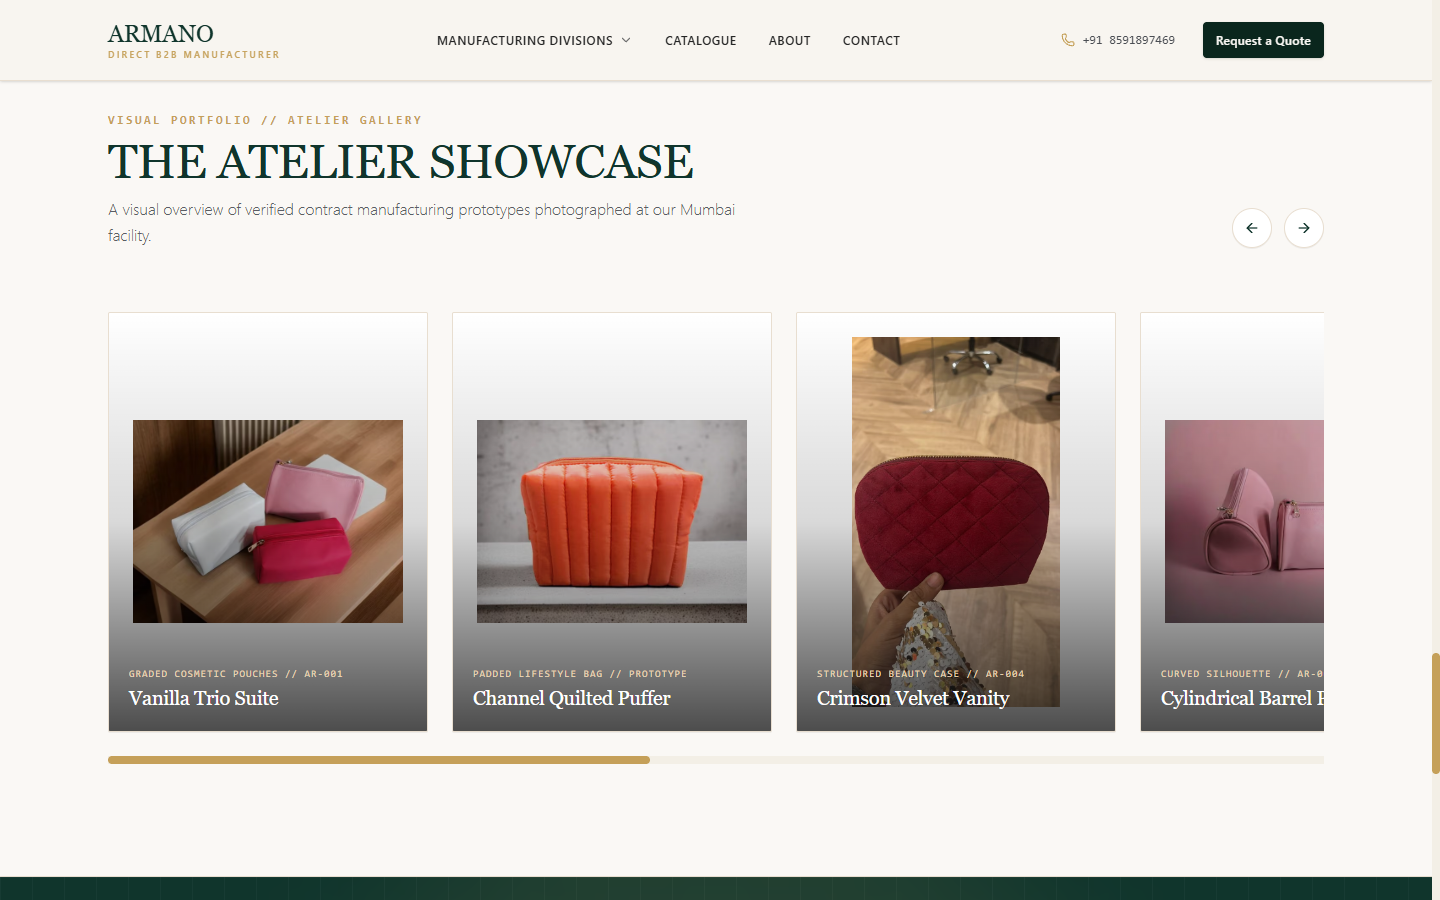 ARMANO
DIRECT B2B MANUFACTURER
MANUFACTURING DIVISIONS
CATALOGUE
ABOUT
CONTACT
+91 8591897469
Request a Quote
VISUAL PORTFOLIO // ATELIER GALLERY
THE ATELIER SHOWCASE
A visual overview of verified contract manufacturing prototypes photographed at our Mumbai
facility.
GRADED COSMETIC POUCHES // AR-001
Vanilla Trio Suite
PADDED LIFESTYLE BAG // PROTOTYPE
Channel Quilted Puffer
STRUCTURED BEAUTY CASE // AR-004
Crimson Velvet Vanity
CURVED SILHOUETTE // AR-0
Cylindrical Barrel